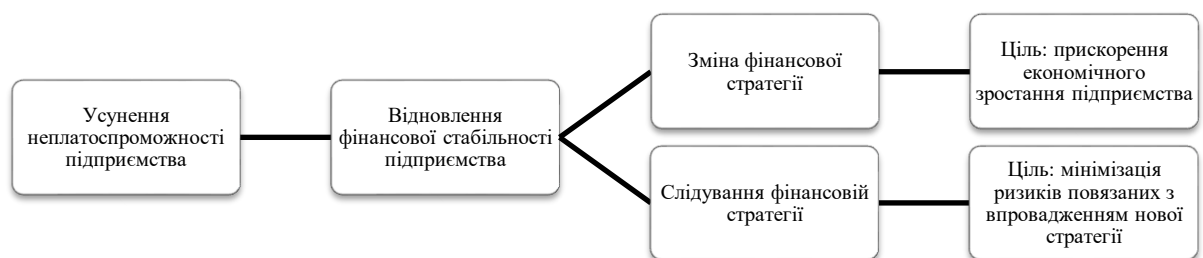 Усунення
неплатоспроможності
підприємства
Відновлення
фінансової стабільності
підприємства
Зміна фінансової
стратегії
Ціль: прискорення
економічного
зростання підприємства
Слідування фінансовій
стратегії
Ціль: мінімізація
ризиків повязаних з
впровадженням нової
стратегії